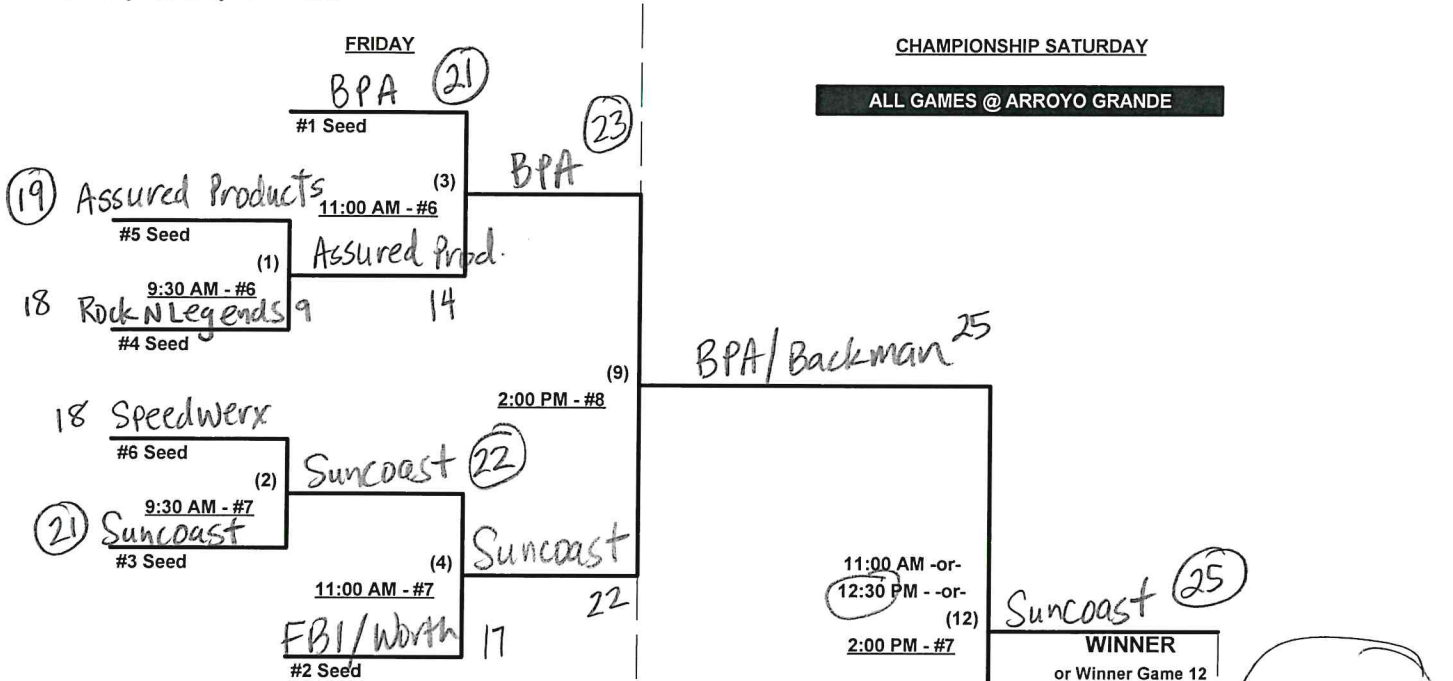 FRIDAY
CHAMPIONSHIP SATURDAY
BPA 21
ALL GAMES @ ARROYO GRANDE
#1 Seed
23
BPA
19 Assured Products
(3)
11:00 AM - #6
#5 Seed
Assured Prod.
(1)
9:30 AM - #6
18 Rock N Legends 9
14
#4 Seed
BPA/Backman 25
(9)
2:00 PM - #8
18 Speedwerx
#6 Seed
Suncoast 22
(2)
9:30 AM - #7
21 Suncoast
#3 Seed
Suncoast
(4)
11:00 AM - #7
22
11:00 AM -or-
12:30 PM - -or-
(12)
2:00 PM - #7
Suncoast 25
FBI/Worth 17
#2 Seed
WINNER
or Winner Game 12